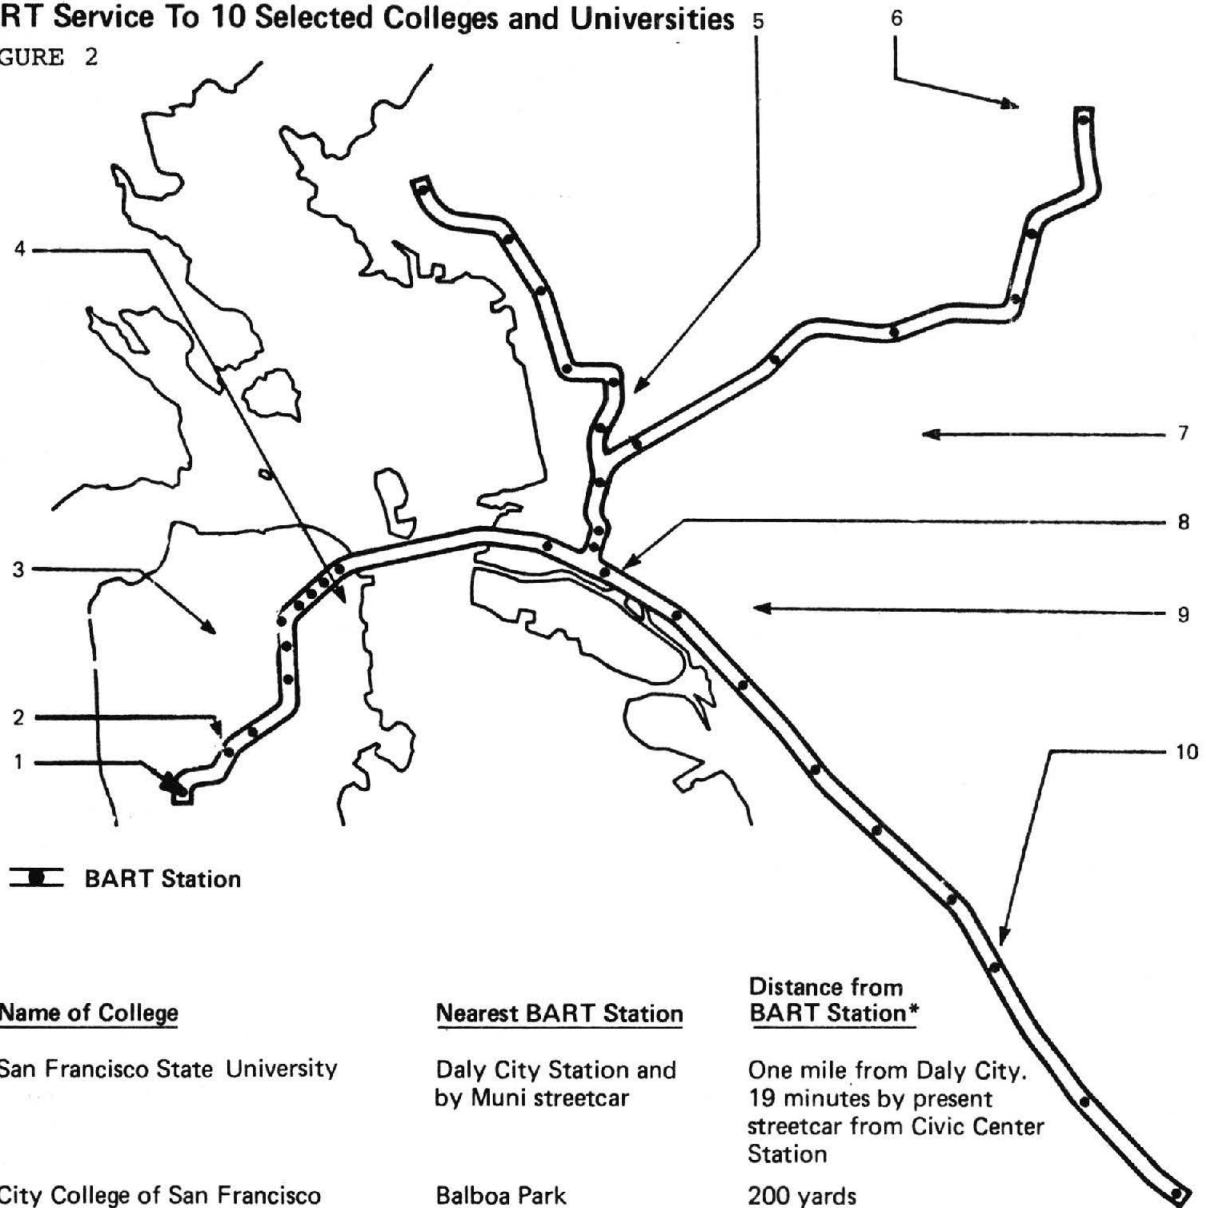 RT Service To 10 Selected Colleges and Universities
GURE 2
5
6
4
7
8
3
9
2
1
10
BART Station
Name of College
Nearest BART Station
Distance from
BART Station*
San Francisco State University
Daly City Station and
by Muni streetcar
One mile from Daly City.
19 minutes by present
streetcar from Civic Center
Station
City College of San Francisco
Balboa Park
200 yards